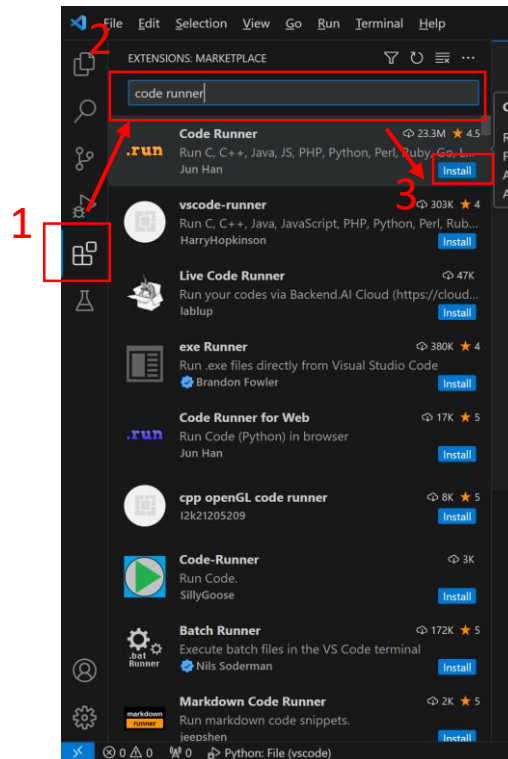 File Edit Selection View Go Run Terminal Help
2
EXTENSIONS: MARKETPLACE
code runner
Code Runner 23.3M ★ 4.5
.run
Run C, C++, Java, JS, PHP, Python, Perl, Ruby, Go, L...
Jun Han Install
3
1
vscode-runner 303K ★ 4
Run C, C++, Java, JavaScript, PHP, Python, Perl, Rub...
HarryHopkinson Install
Live Code Runner 47K
Run your codes via Backend.AI Cloud (https://cloud...
lablup Install
exe Runner 380K ★ 4
Run .exe files directly from Visual Studio Code
Brandon Fowler Install
Code Runner for Web 17K ★ 5
.run
Run Code (Python) in browser
Jun Han Install
cpp openGL code runner 8K ★ 5
l2k21205209 Install
Code-Runner 3K
Run Code.
SillyGoose Install
Batch Runner 172K ★ 5
.bat
Runner
Execute batch files in the VS Code terminal
Nils Soderman Install
Markdown Code Runner 2K ★ 5
markdown
runner
Run markdown code snippets.
jeepshen Install
0 0 0 Python: File (vscode)